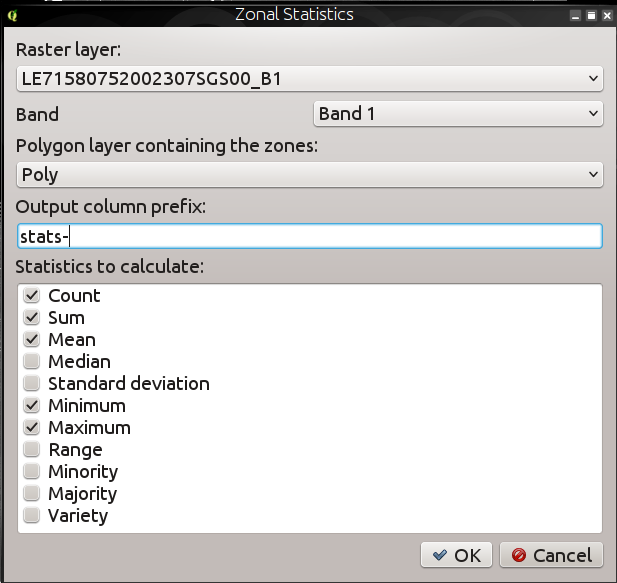 Zonal Statistics
Raster layer:
LE71580752002307SGS00_B1
Band
Band 1
Polygon layer containing the zones:
Poly
Output column prefix:
stats-
Statistics to calculate:
Count
Sum
Mean
Median
Standard deviation
Minimum
Maximum
Range
Minority
Majority
Variety
OK
Cancel